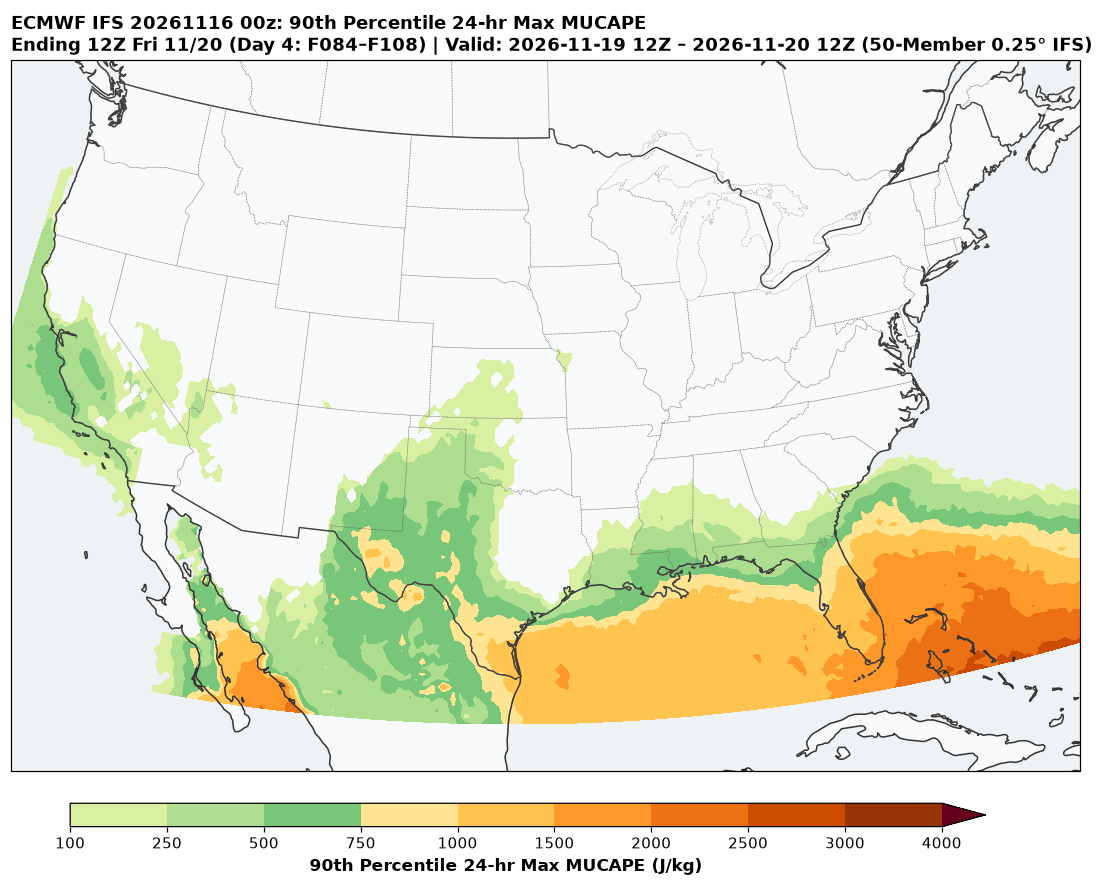 ECMWF IFS 20261116 00z: 90th Percentile 24-hr Max MUCAPE
Ending 12Z Fri 11/20 (Day 4: F084–F108) | Valid: 2026-11-19 12Z – 2026-11-20 12Z (50-Member 0.25° IFS)
100 250 500 750 1000 1500 2000 2500 3000 4000
90th Percentile 24-hr Max MUCAPE (J/kg)